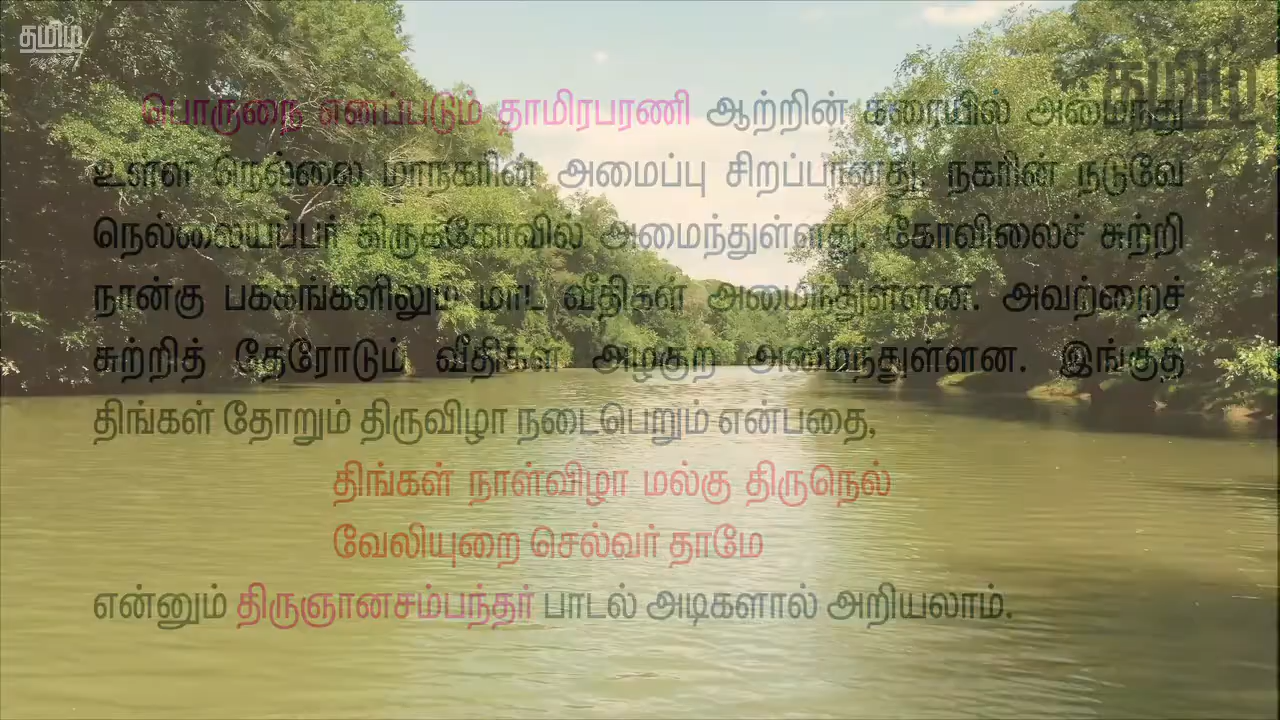 தமிழ்
தமிழ்
பொருநை எனப்படும் தாமிரபரணி ஆற்றின் கரையில் அமைந்து
உள்ள நெல்லை மாநகரின் அமைப்பு சிறப்பானது. நகரின் நடுவே
நெல்லையப்பர் திருக்கோவில் அமைந்துள்ளது. கோவிலைச் சுற்றி
நான்கு பக்கங்களிலும் மாட வீதிகள் அமைந்துள்ளன. அவற்றைச்
சுற்றித் தேரோடும் வீதிகள் அழகுற அமைந்துள்ளன. இங்குத்
திங்கள் தோறும் திருவிழா நடைபெறும் என்பதை,
திங்கள் நாள்விழா மல்கு திருநெல்
வேலியுறை செல்வர் தாமே
என்னும் திருஞானசம்பந்தர் பாடல் அடிகளால் அறியலாம்.